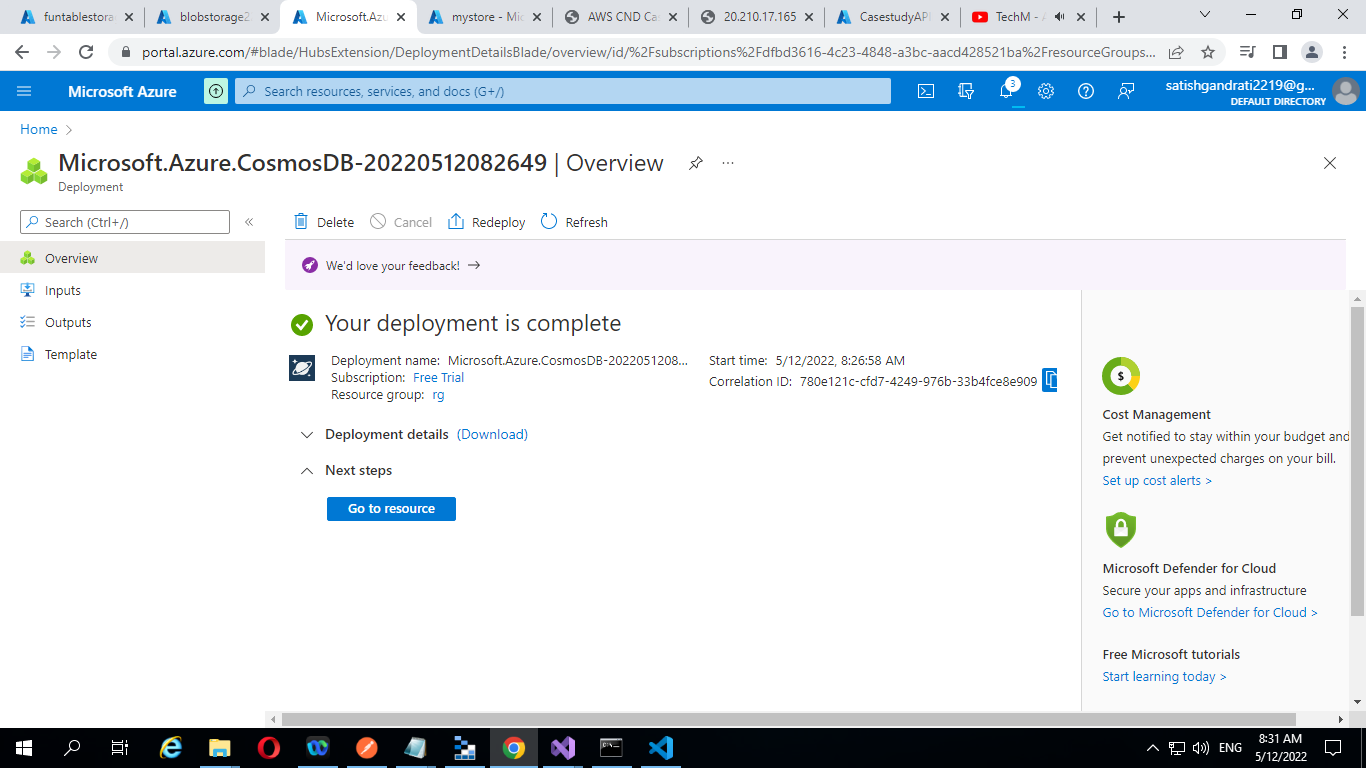 funtablestora
blobstorage2
Microsoft.Azu
mystore - Mic
AWS CND Ca
20.210.17.165
CasestudyAPI
TechM - A
portal.azure.com/#blade/HubsExtension/DeploymentDetailsBlade/overview/id/%2Fsubscriptions%2Fdfbd3616-4c23-4848-a3bc-aacd428521ba%2FresourceGroups...
Microsoft Azure
Search resources, services, and docs (G+/)
3
satishgandrati2219@g...
DEFAULT DIRECTORY
Home
Microsoft.Azure.CosmosDB-20220512082649 | Overview
Deployment
Search (Ctrl+/)
Delete
Cancel
Redeploy
Refresh
Overview
Inputs
Outputs
Template
We'd love your feedback!
Your deployment is complete
Deployment name: Microsoft.Azure.CosmosDB-2022051208...
Subscription: Free Trial
Resource group: rg
Start time: 5/12/2022, 8:26:58 AM
Correlation ID: 780e121c-cfd7-4249-976b-33b4fce8e909
Deployment details (Download)
Next steps
Go to resource
Cost Management
Get notified to stay within your budget and
prevent unexpected charges on your bill.
Set up cost alerts >
Microsoft Defender for Cloud
Secure your apps and infrastructure
Go to Microsoft Defender for Cloud >
Free Microsoft tutorials
Start learning today >
ENG
8:31 AM
5/12/2022